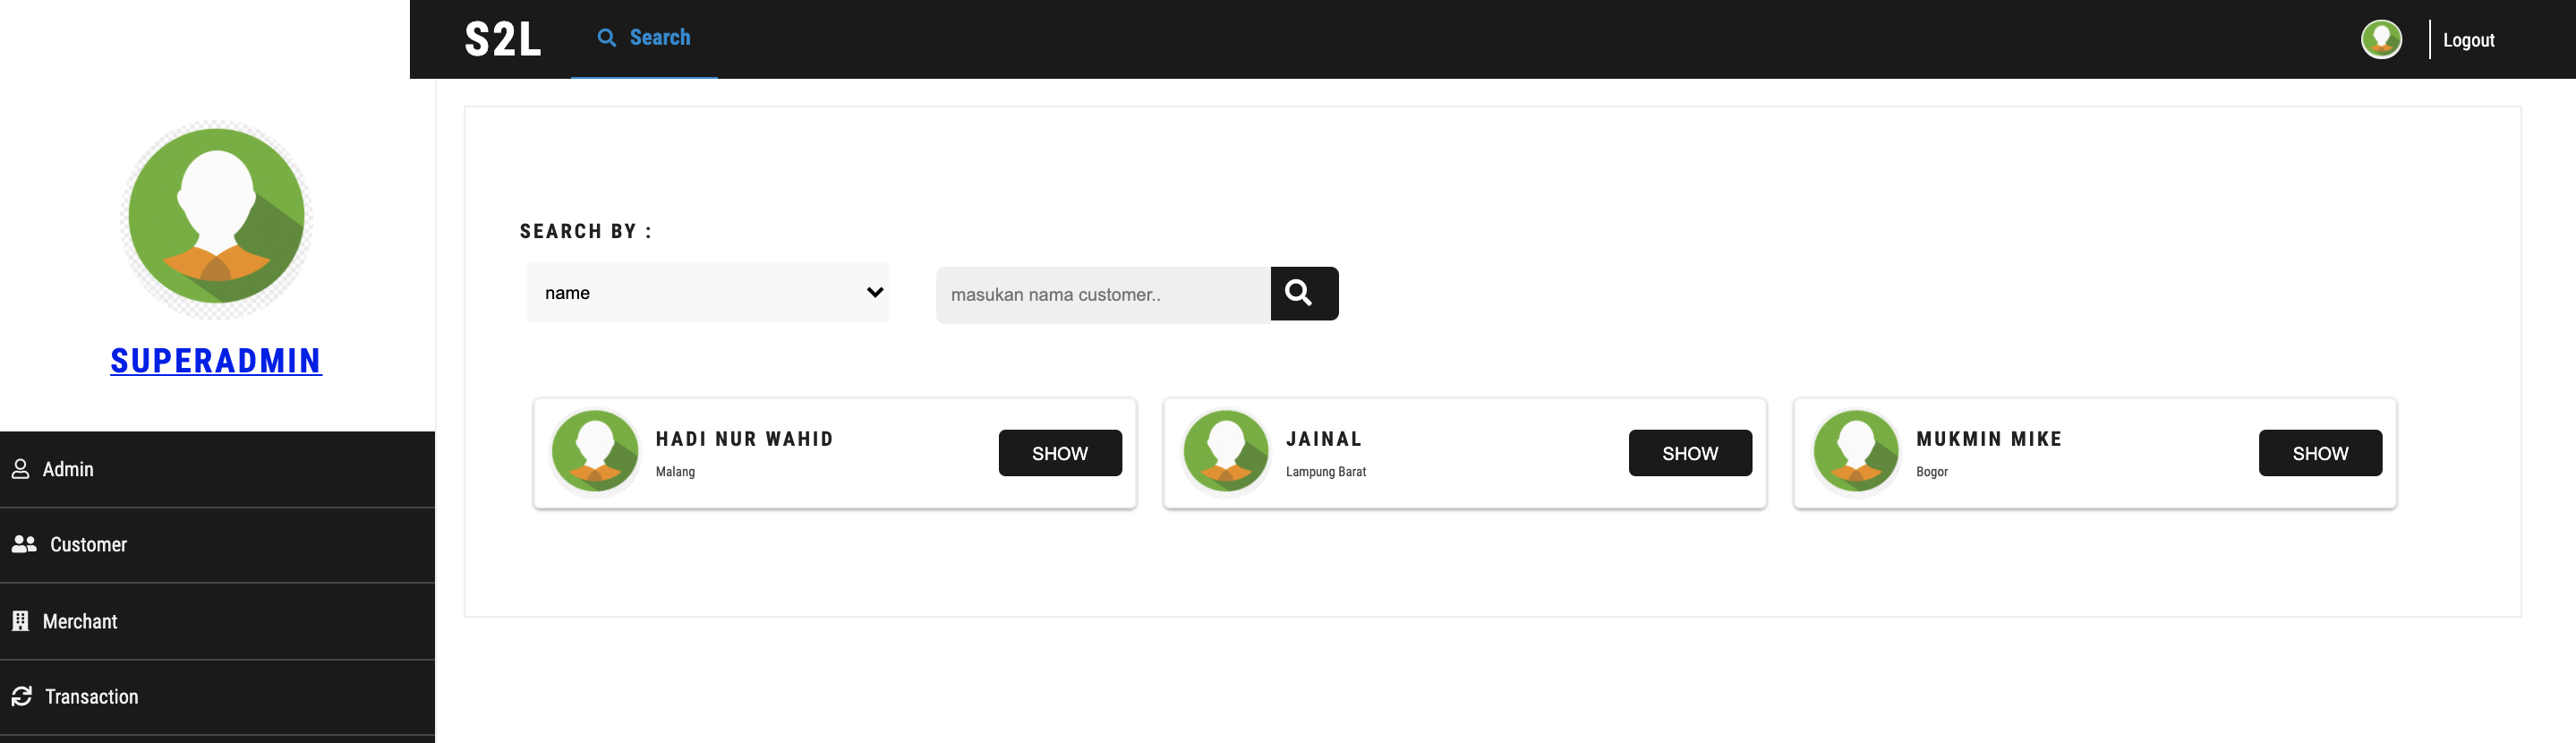 S2L Search Logout
SUPERADMIN
Admin
Customer
Merchant
Transaction
SEARCH BY :
name
masukan nama customer..
HADI NUR WAHID
Malang
SHOW
JAINAL
Lampung Barat
SHOW
MUKMIN MIKE
Bogor
SHOW